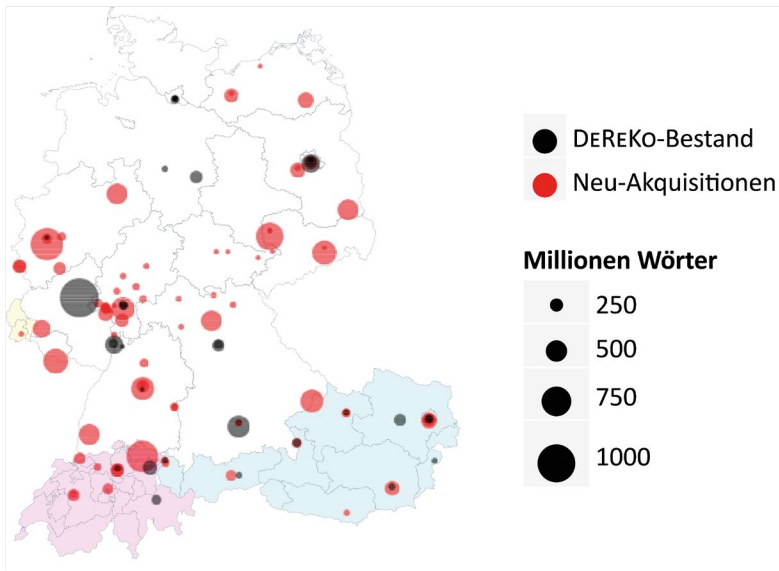 DEREKO-Bestand
Neu-Akquisitionen
Millionen Wörter
250
500
750
1000